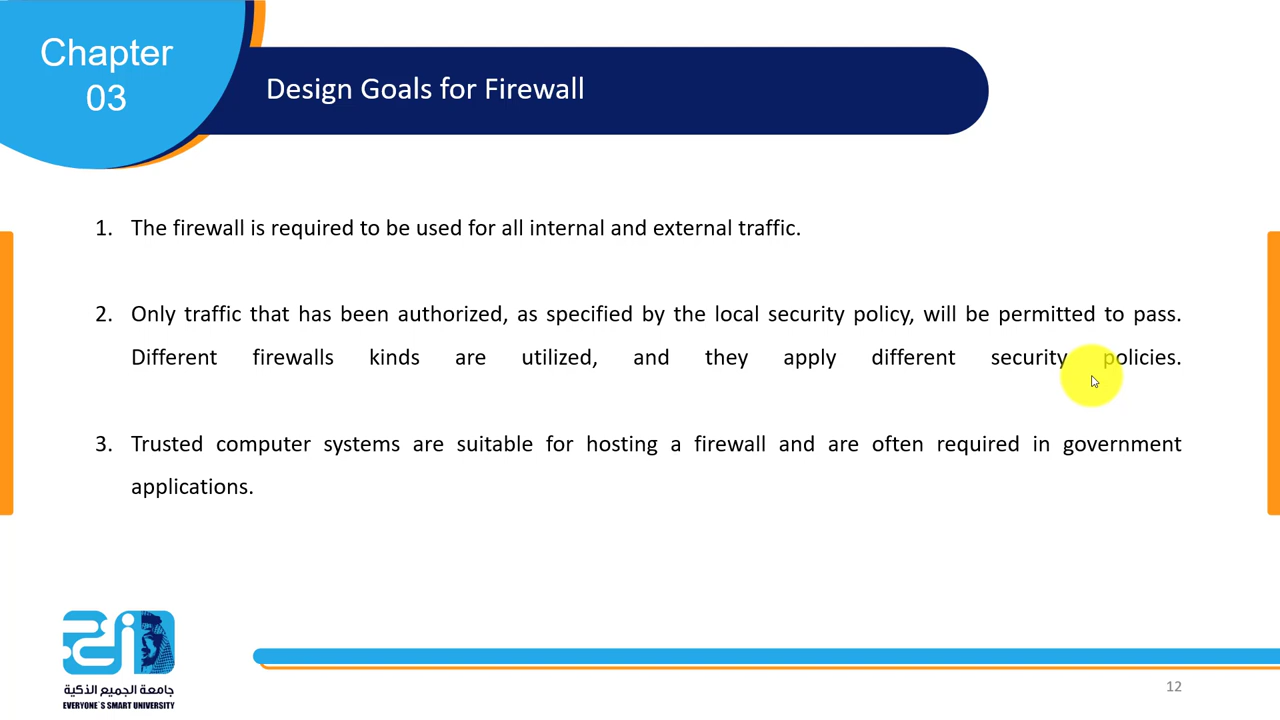 Chapter
03
Design Goals for Firewall
1. The firewall is required to be used for all internal and external traffic.
2. Only traffic that has been authorized, as specified by the local security policy, will be permitted to pass.
Different firewalls kinds are utilized, and they apply different security policies.
3. Trusted computer systems are suitable for hosting a firewall and are often required in government
applications.
جامعة الجميع الذكية
EVERYONE`S SMART UNIVERSITY
12